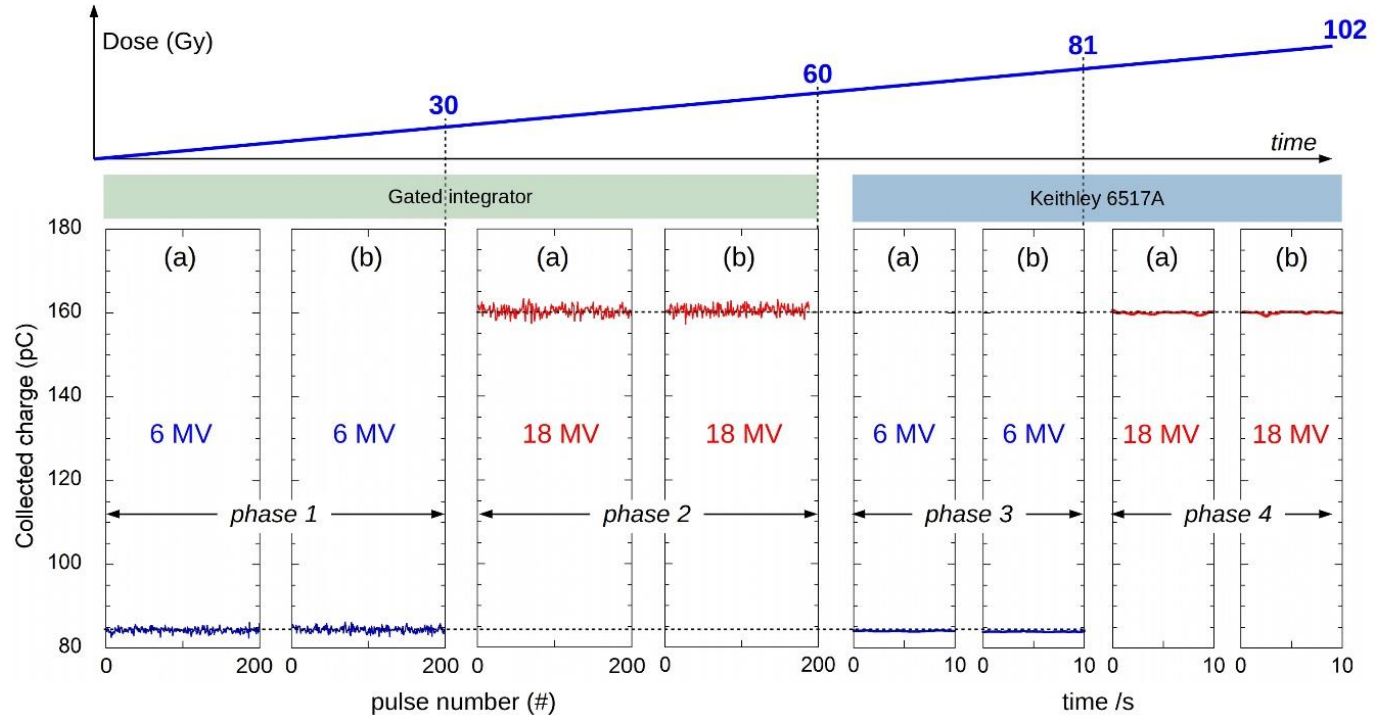 Dose (Gy)
30
60
81
102
time
Gated integrator
Keithley 6517A
Collected charge (pC)
180
160
140
120
100
80
(a)
(b)
(a)
(b)
(a)
(b)
(a)
(b)
6 MV
6 MV
18 MV
18 MV
6 MV
6 MV
18 MV
18 MV
phase 1
phase 2
phase 3
phase 4
0
200
0
200
0
200
0
200
0
10
0
10
0
10
0
10
pulse number (#)
time /s